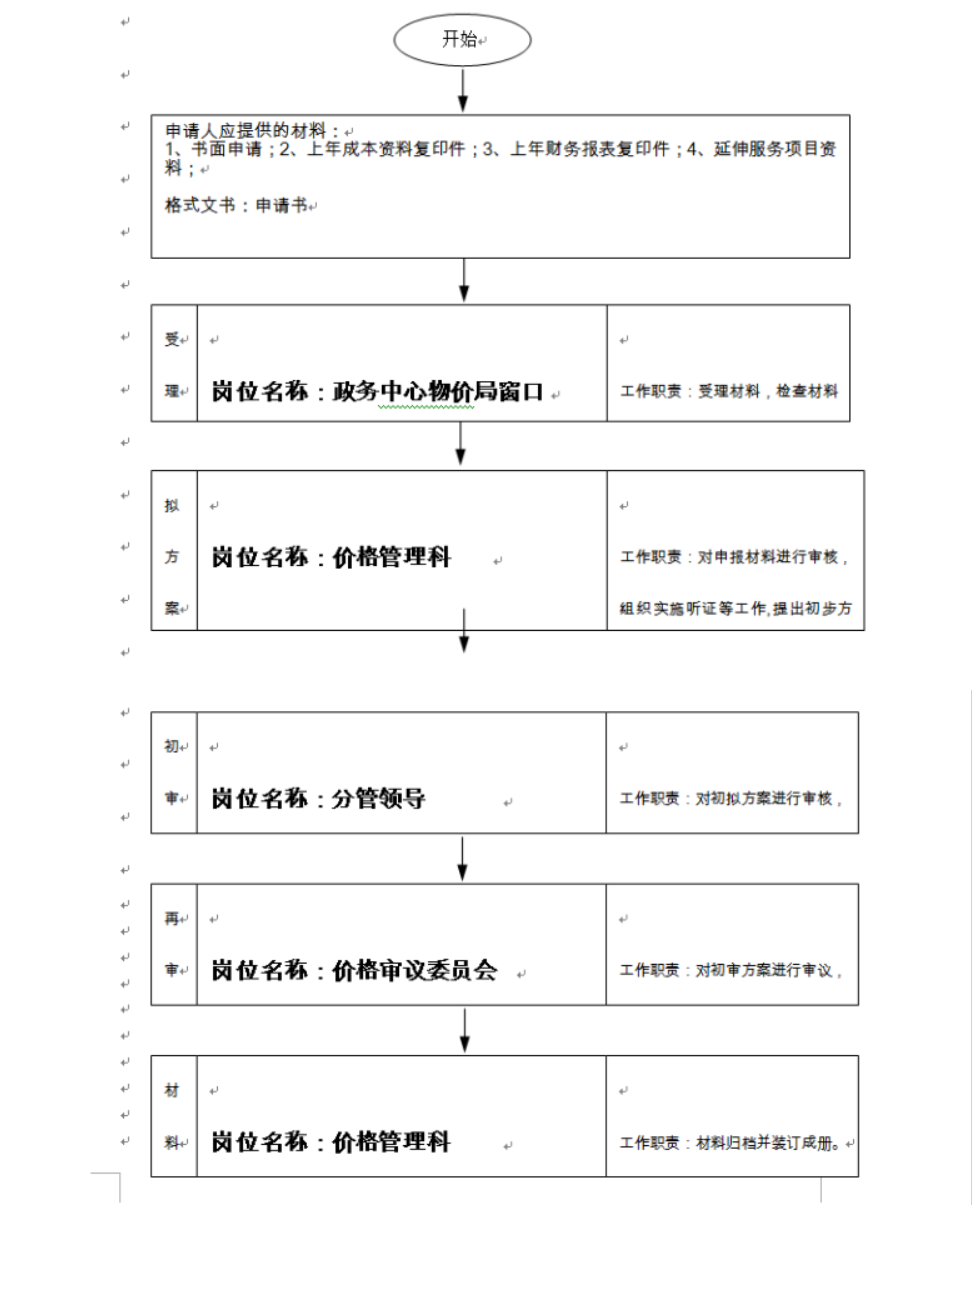 开始
申请人应提供的材料：
1、书面申请；2、上年成本资料复印件；3、上年财务报表复印件；4、延伸服务项目资
料；
格式文书：申请书
受
理
岗位名称：政务中心物价局窗口
工作职责：受理材料，检查材料
拟
方
案
岗位名称：价格管理科
工作职责：对申报材料进行审核，
组织实施听证等工作,提出初步方
初
审
岗位名称：分管领导
工作职责：对初拟方案进行审核，
再
审
岗位名称：价格审议委员会
工作职责：对初审方案进行审议，
材
料
岗位名称：价格管理科
工作职责：材料归档并装订成册。